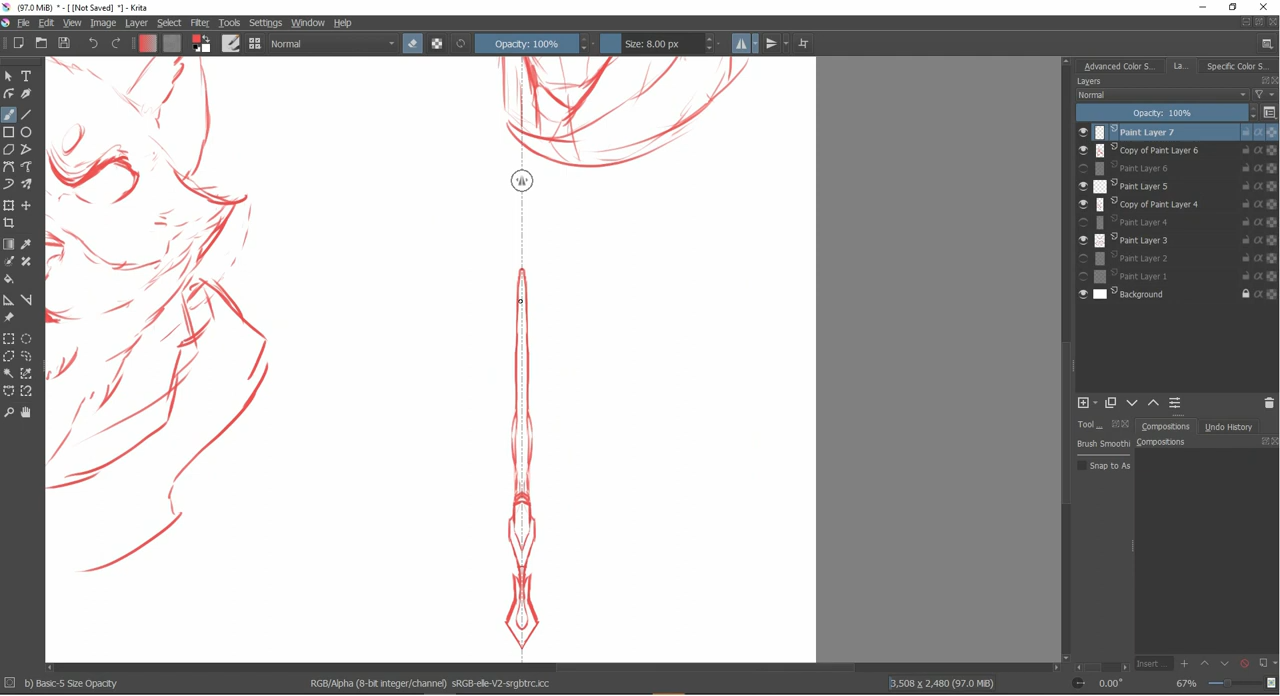 (97.0 MiB) * - [ [Not Saved] *] - Krita
File Edit View Image Layer Select Filter Tools Settings Window Help
Normal
Opacity: 100%
Size: 8.00 px
Advanced Color S...
La...
Specific Color S...
Layers
Normal
Opacity: 100%
Paint Layer 7
Copy of Paint Layer 6
Paint Layer 6
Paint Layer 5
Copy of Paint Layer 4
Paint Layer 4
Paint Layer 3
Paint Layer 2
Paint Layer 1
Background
Tool ...
Compositions
Undo History
Brush Smoothi
Compositions
Snap to As
Insert ...
b) Basic-5 Size Opacity
RGB/Alpha (8-bit integer/channel) sRGB-elle-V2-srgbtrc.icc
3,508 x 2,480 (97.0 MiB)
0.00°
67%